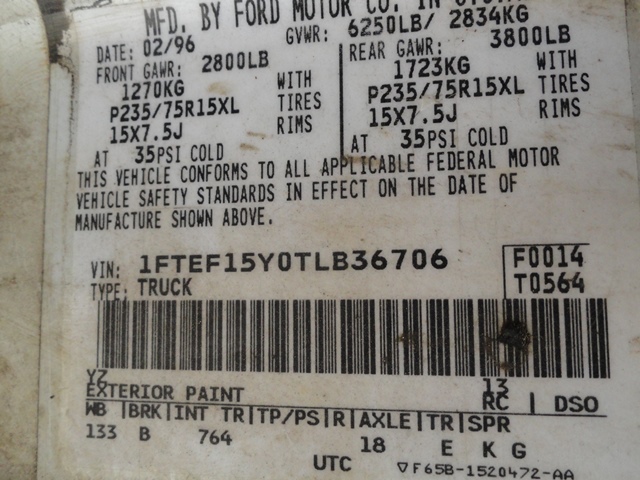 MFD. BY FORD MOTOR CO. IN
DATE: 02/96 GVWR: 6250LB/ 2834KG
FRONT GAWR: 2800LB REAR GAWR: 3800LB
1270KG WITH 1723KG WITH
P235/75R15XL TIRES P235/75R15XL TIRES
15X7.5J RIMS 15X7.5J RIMS
AT 35PSI COLD AT 35PSI COLD
THIS VEHICLE CONFORMS TO ALL APPLICABLE FEDERAL MOTOR
VEHICLE SAFETY STANDARDS IN EFFECT ON THE DATE OF
MANUFACTURE SHOWN ABOVE.
VIN: 1FTEF15Y0TLB36706 F0014
TYPE: TRUCK T0564
YZ 13
EXTERIOR PAINT RC | DSO
WB |BRK|INT TR|TP/PS|R|AXLE|TR|SPR
133 B 764 18 E K G
UTC ▽F65B-1520472-AA